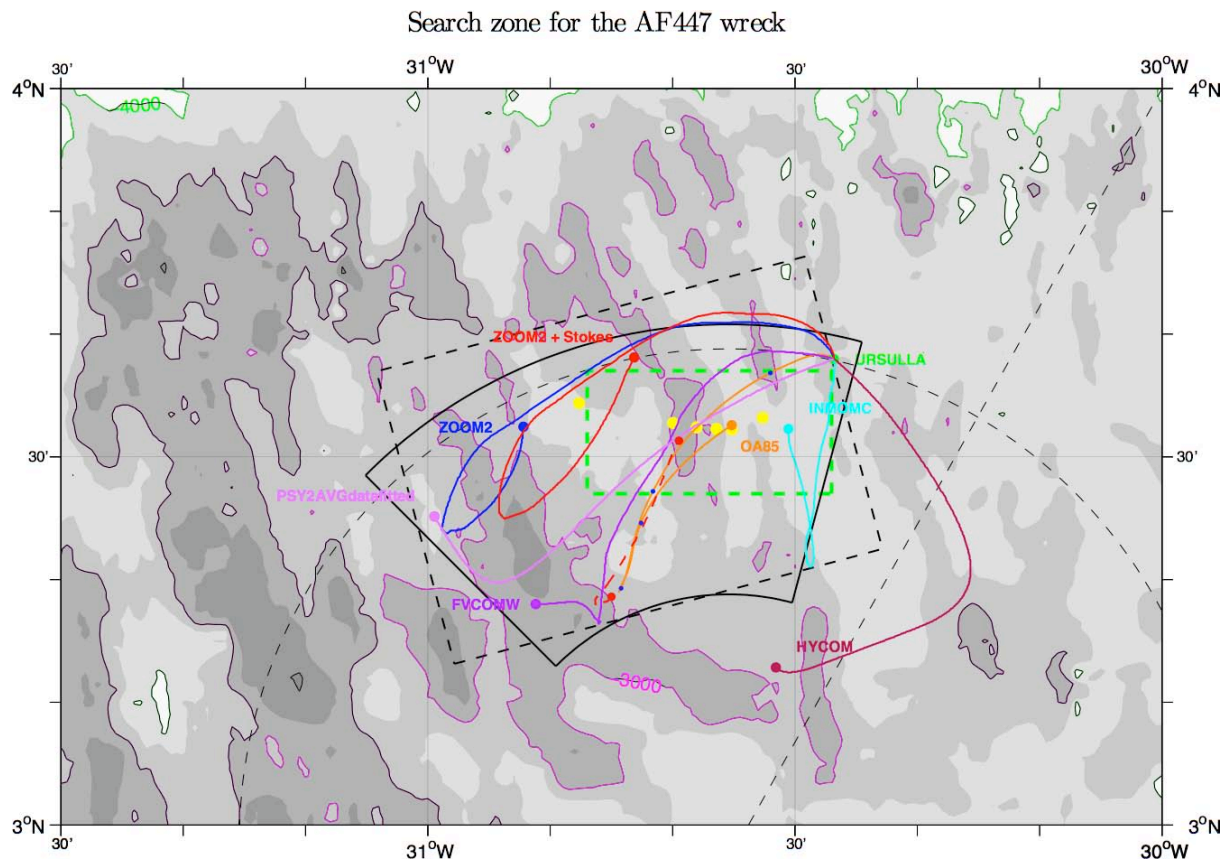 Search zone for the AF447 wreck
30' 31°W 30' 30°W
4°N 4°N
4000
ZOOM2 + Stokes
URSULLA
INMOMC
ZOOM2
OA85
30' 30'
PSY2AVGdatafitted
FVCOMW
HYCOM
3000
3°N 3°N
30' 31°W 30' 30°W